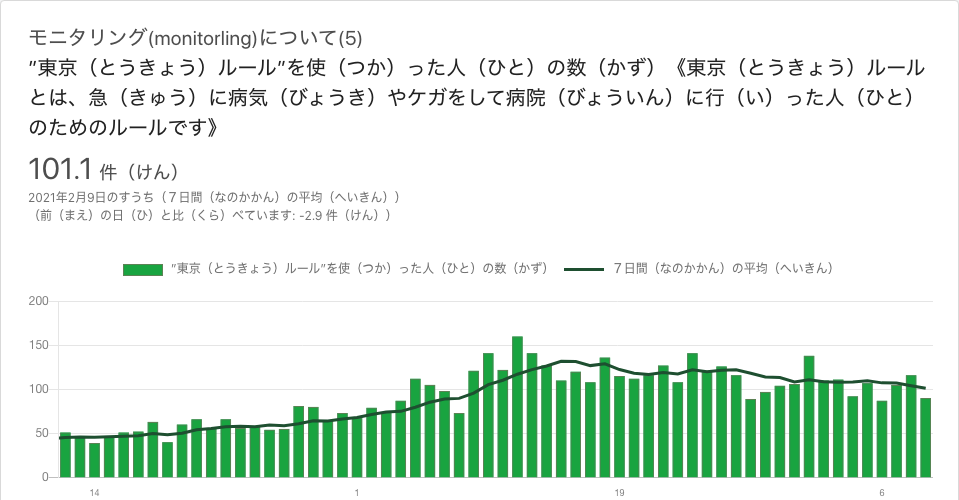 モニタリング(monitorling)について(5)
”東京（とうきょう）ルール”を使（つか）った人（ひと）の数（かず）《東京（とうきょう）ルール
とは、急（きゅう）に病気（びょうき）やケガをして病院（びょういん）に行（い）った人（ひと）
のためのルールです》
101.1 件（けん）
2021年2月9日のすうち（７日間（なのかかん）の平均（へいきん））
（前（まえ）の日（ひ）と比（くら）べています: -2.9 件（けん））
”東京（とうきょう）ルール”を使（つか）った人（ひと）の数（かず） ７日間（なのかかん）の平均（へいきん）
200
150
100
50
0
14 1 19 6